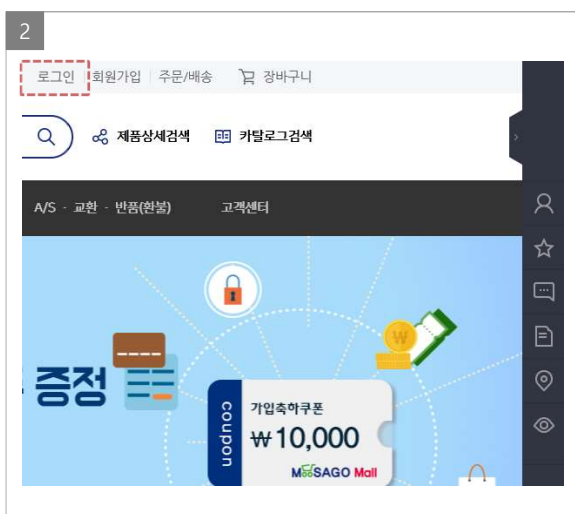 2
로그인 회원가입 주문/배송 장바구니
제품상세검색 카탈로그검색
A/S · 교환 · 반품(환불) 고객센터
증정
coupon
가입축하쿠폰
₩10,000
MSAGO Mall